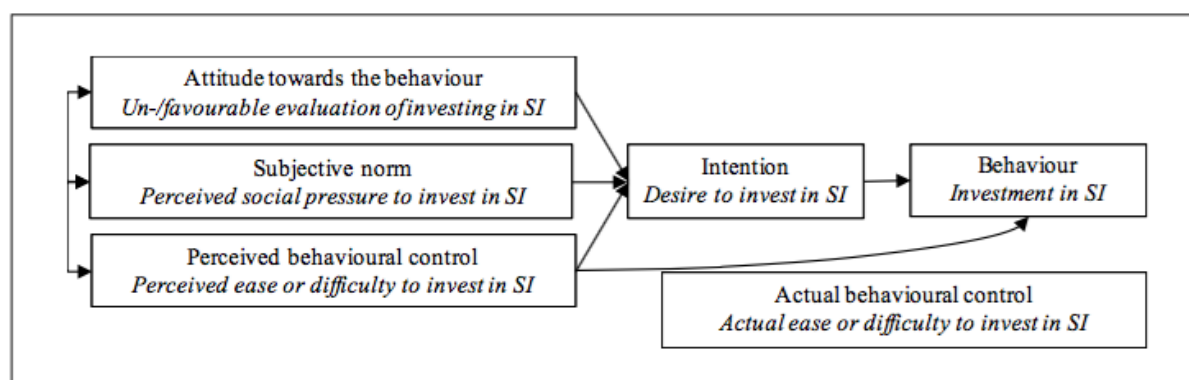 Attitude towards the behaviour
Un-/favourable evaluation of investing in SI
Subjective norm
Perceived social pressure to invest in SI
Perceived behavioural control
Perceived ease or difficulty to invest in SI
Intention
Desire to invest in SI
Behaviour
Investment in SI
Actual behavioural control
Actual ease or difficulty to invest in SI